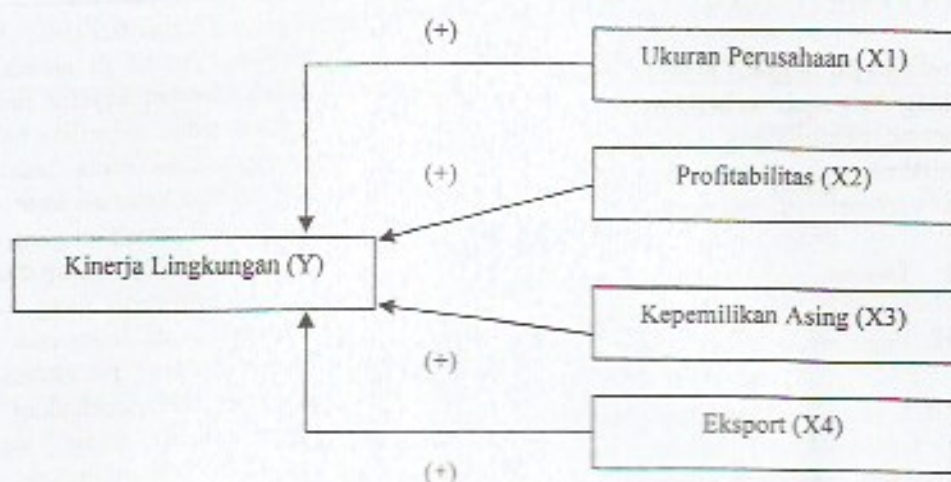 (+)
Ukuran Perusahaan (X1)
(+)
Profitabilitas (X2)
Kinerja Lingkungan (Y)
Kepemilikan Asing (X3)
(+)
Eksport (X4)
(+)